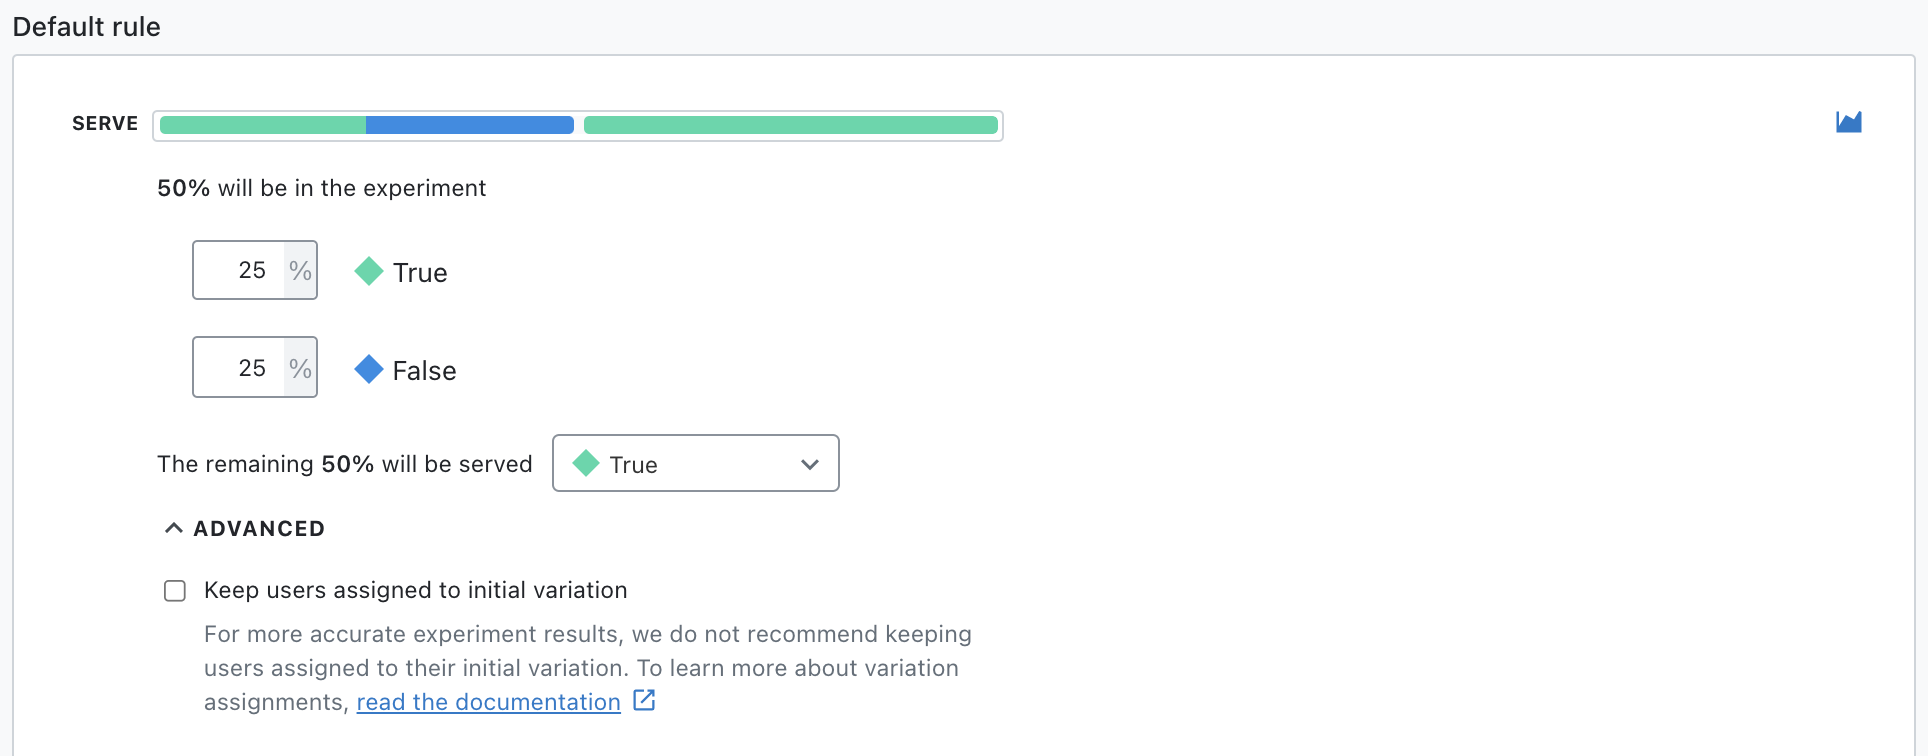 Default rule
SERVE
50% will be in the experiment
25 % True
25 % False
The remaining 50% will be served True
ADVANCED
Keep users assigned to initial variation
For more accurate experiment results, we do not recommend keeping
users assigned to their initial variation. To learn more about variation
assignments, read the documentation